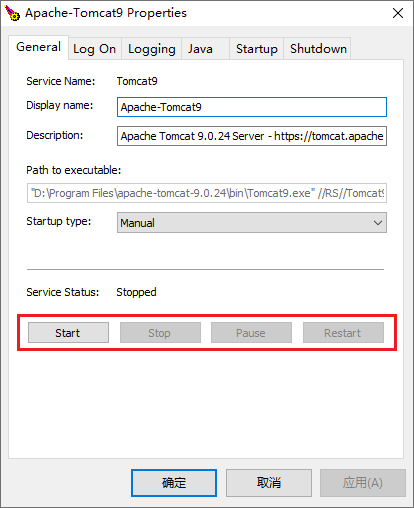 Apache-Tomcat9 Properties
General Log On Logging Java Startup Shutdown
Service Name: Tomcat9
Display name: Apache-Tomcat9
Description: Apache Tomcat 9.0.24 Server - https://tomcat.apache
Path to executable:
"D:\Program Files\apache-tomcat-9.0.24\bin\Tomcat9.exe" //RS//Tomcat9
Startup type: Manual
Service Status: Stopped
Start Stop Pause Restart
确定 取消 应用(A)